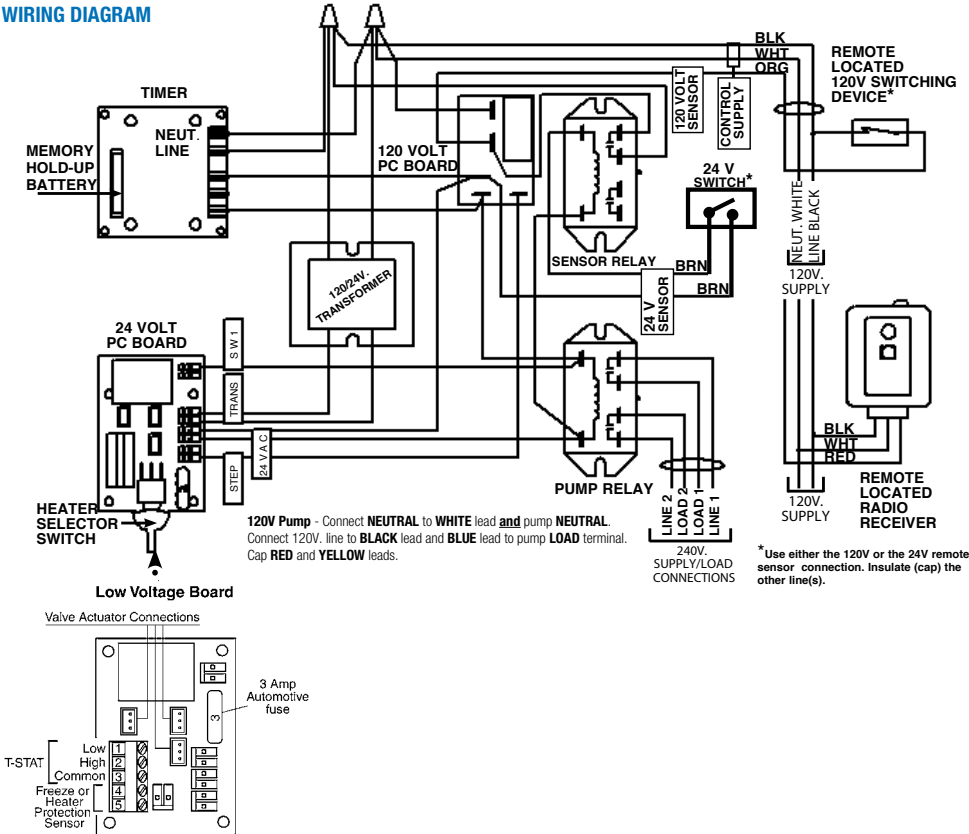 WIRING DIAGRAM
BLK
WHT
ORG
REMOTE
LOCATED
120V SWITCHING
DEVICE*
TIMER
NEUT.
LINE
MEMORY
HOLD-UP
BATTERY
120 VOLT
PC BOARD
120 VOLT
SENSOR
CONTROL
SUPPLY
24 V
SWITCH*
NEUT. WHITE
LINE BLACK
120V.
SUPPLY
SENSOR RELAY
BRN
BRN
24 V
SENSOR
120/24V.
TRANSFORMER
24 VOLT
PC BOARD
SW1
TRANS
24 VAC
STEP
HEATER
SELECTOR
SWITCH
PUMP RELAY
LINE 2
LOAD 2
LOAD 1
LINE 1
240V.
SUPPLY/LOAD
CONNECTIONS
BLK
WHT
RED
120V.
SUPPLY
REMOTE
LOCATED
RADIO
RECEIVER
120V Pump - Connect NEUTRAL to WHITE lead and pump NEUTRAL.
Connect 120V. line to BLACK lead and BLUE lead to pump LOAD terminal.
Cap RED and YELLOW leads.
*Use either the 120V or the 24V remote
sensor connection. Insulate (cap) the
other line(s).
Low Voltage Board
Valve Actuator Connections
3 Amp
Automotive
fuse
3
T-STAT
Low 1
High 2
Common 3
4
5
Freeze or
Heater
Protection
Sensor